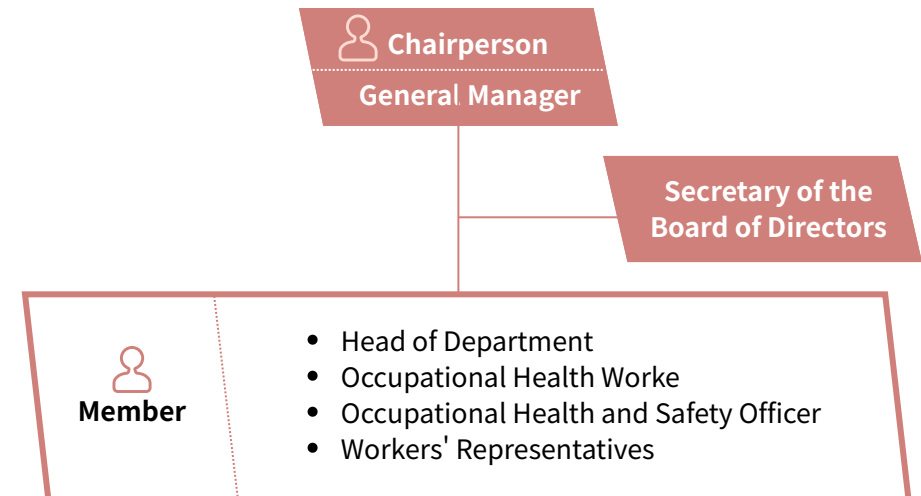 Chairperson
General Manager
Secretary of the
Board of Directors
Member
• Head of Department
• Occupational Health Worke
• Occupational Health and Safety Officer
• Workers' Representatives